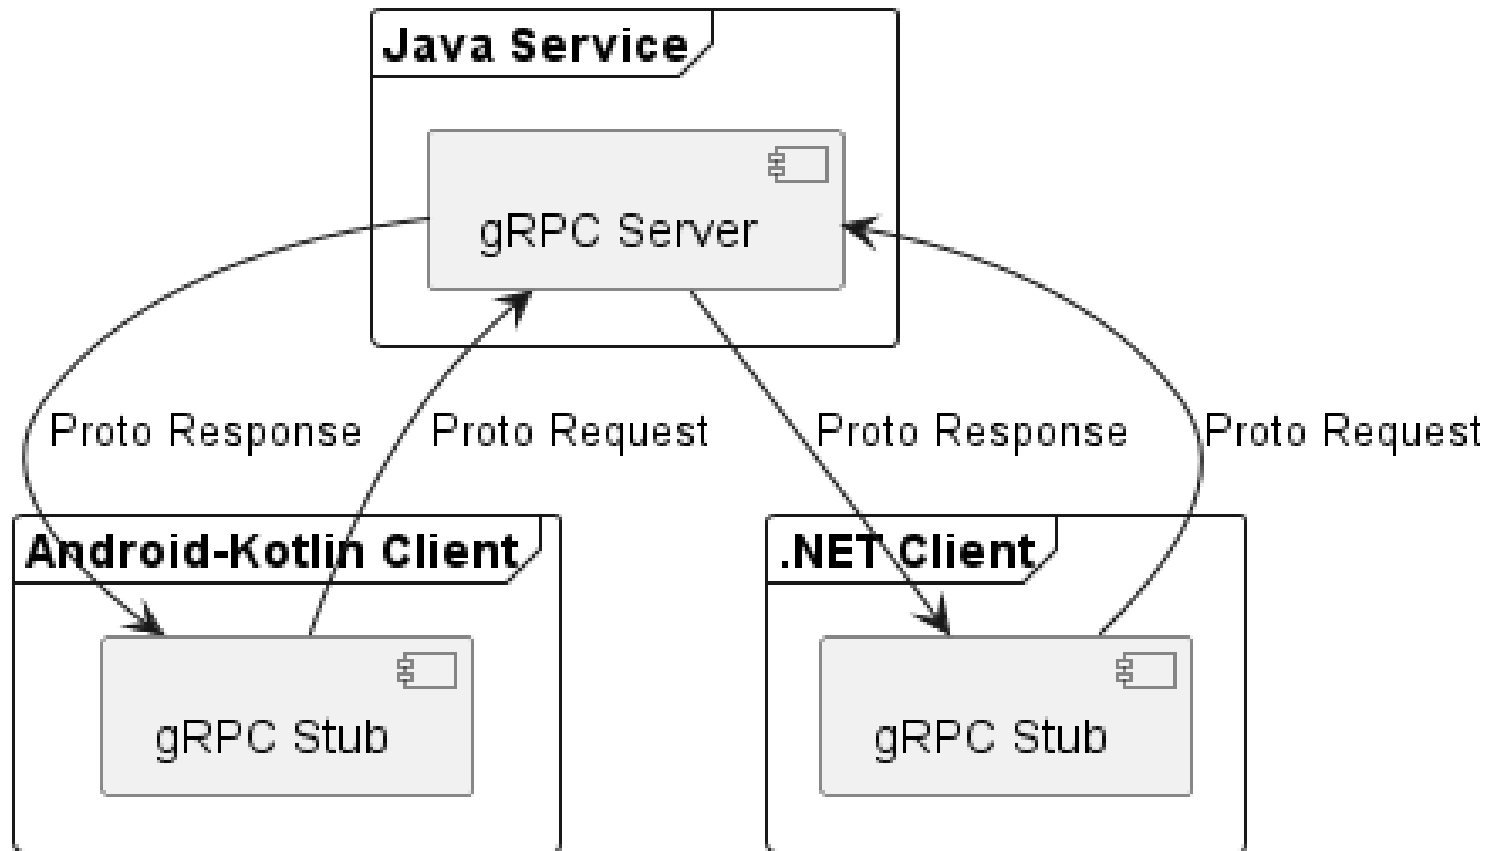 Java Service
gRPC Server
Proto Response
Proto Request
Proto Response
Proto Request
Android-Kotlin Client
.NET Client
gRPC Stub
gRPC Stub